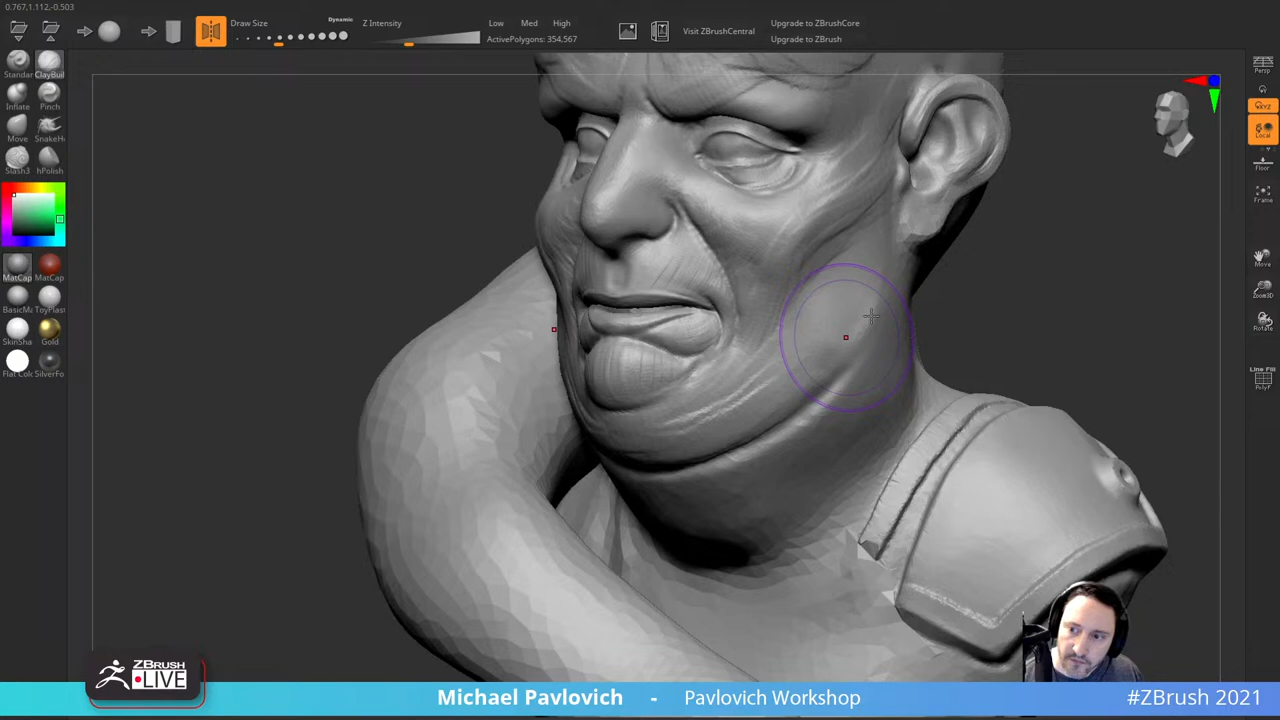 0.767,1.112,-0.503
Draw Size
Dynamic
Z Intensity
Low Med High
ActivePolygons: 354,567
Visit ZBrushCentral
Upgrade to ZBrushCore
Upgrade to ZBrush
Standar ClayBuil
Inflate Pinch
Move SnakeH
Slash3 hPolish
MatCap MatCap
BasicMa ToyPlast
SkinSha Gold
Flat Colo SilverFo
Persp
XYZ
Local
Floor
Frame
Move
Zoom3D
Rotate
Line Fill
PolyF
ZBRUSH
LIVE
Michael Pavlovich - Pavlovich Workshop #ZBrush 2021